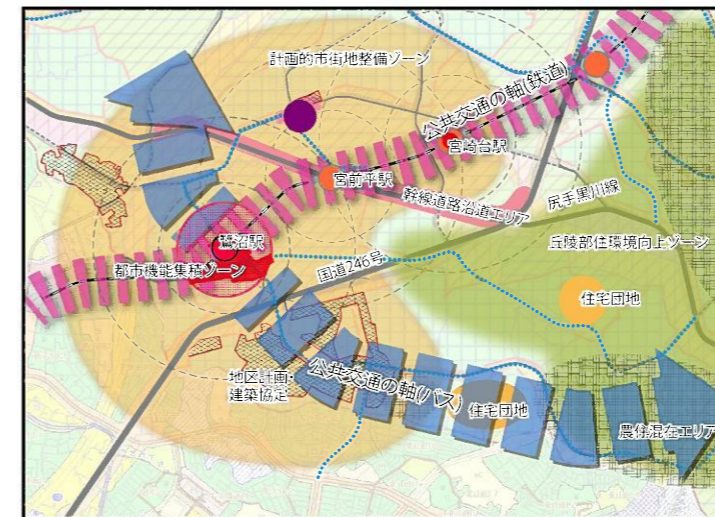 計画的市街地整備ゾーン
公共交通の軸(鉄道)
宮崎台駅
宮前平駅
幹線道路沿道エリア
尻手黒川線
鷺沼駅
丘陵部住環境向上ゾーン
都市機能集積ゾーン
国道246号
住宅団地
地区計画・
建築協定
公共交通の軸(バス)
住宅団地
農住混在エリア